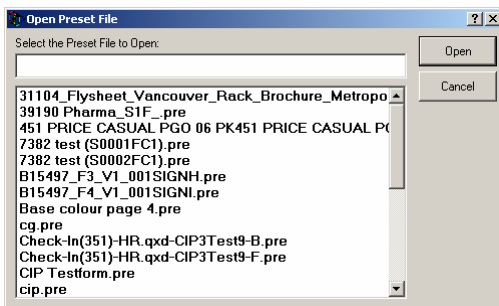 Open Preset File
Select the Preset File to Open:
Open
Cancel
31104_Flysheet_Vancouver_Rack_Brochure_Metropo
39190 Pharma_S1F_.pre
451 PRICE CASUAL PGO 06 PK451 PRICE CASUAL
7382 test (S0001FC1).pre
7382 test (S0002FC1).pre
B15497_F3_V1_001SIGNH.pre
B15497_F4_V1_001SIGNI.pre
Base colour page 4.pre
cg.pre
Check-In(351)-HR.qxd-CIP3Test9-B.pre
Check-In(351)-HR.qxd-CIP3Test9-F.pre
CIP Testform.pre
cip.pre